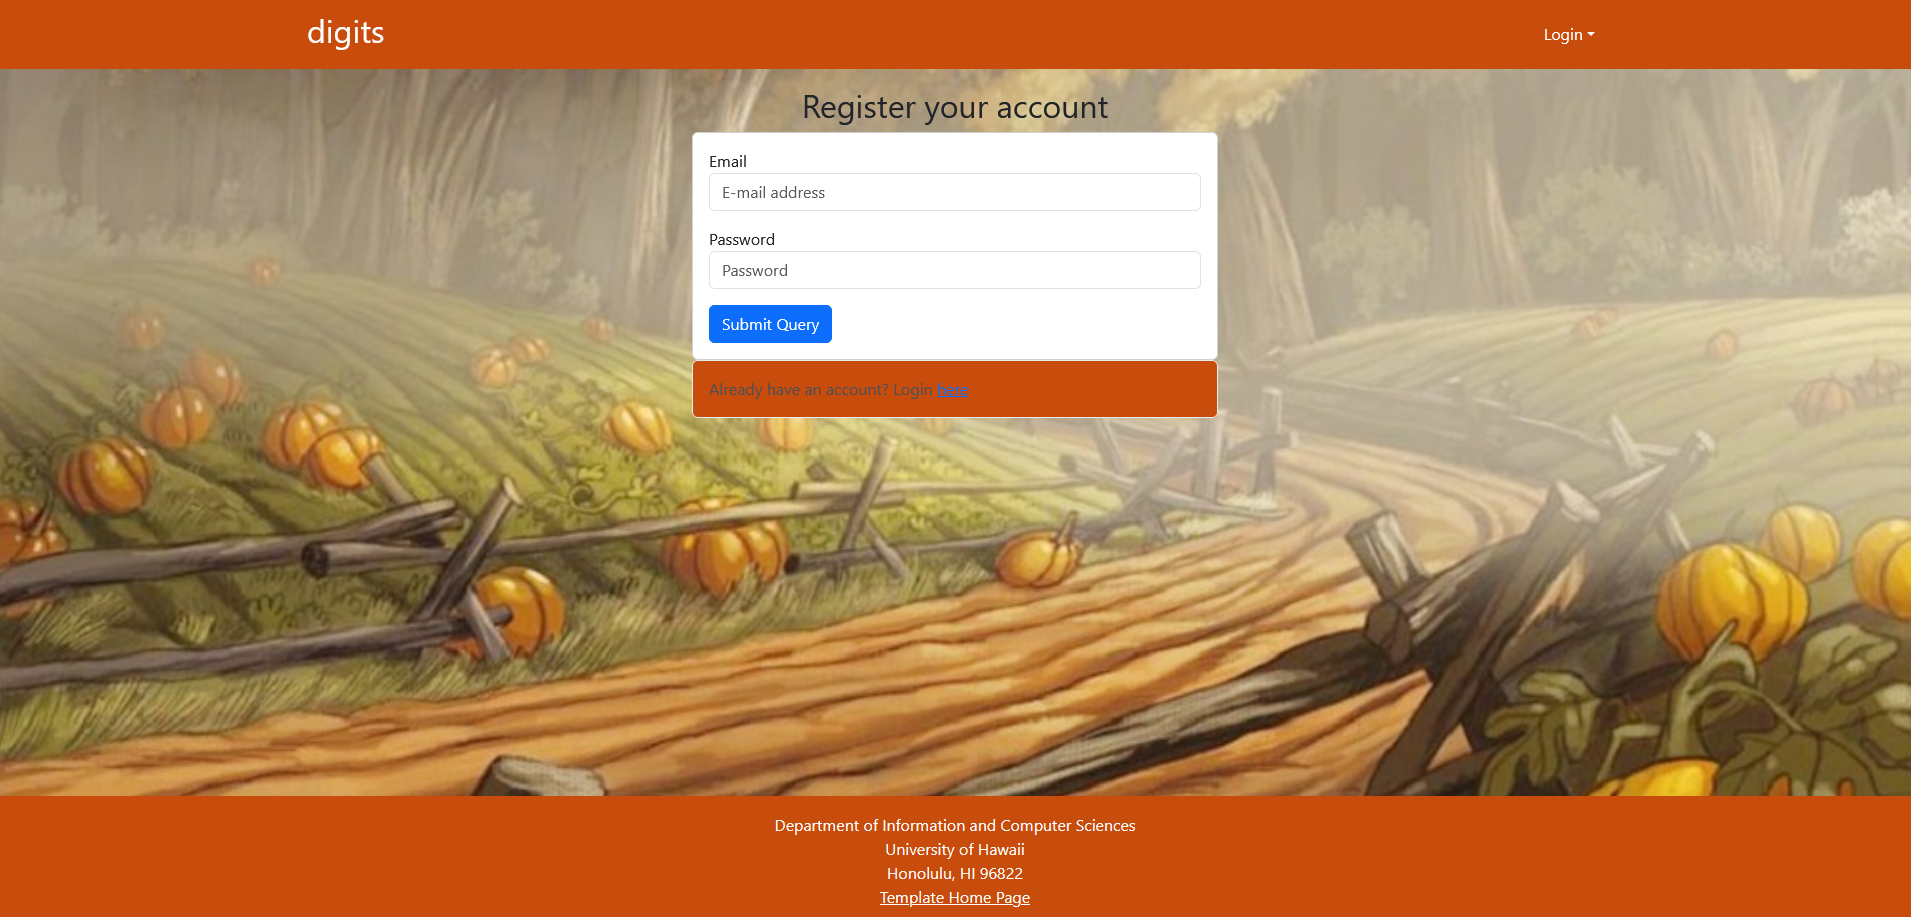 digits
Login
Register your account
Email
E-mail address
Password
Password
Submit Query
Already have an account? Login here
Department of Information and Computer Sciences
University of Hawaii
Honolulu, HI 96822
Template Home Page